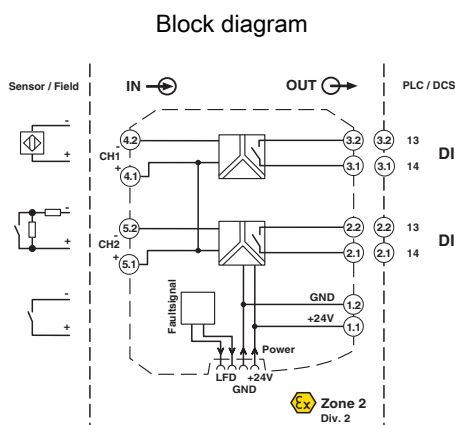 Block diagram
Sensor / Field
IN
OUT
PLC / DCS
-
+
CH1
-
+
4.2
4.1
3.2
3.1
3.2 13
3.1 14
DI
-
+
CH2
-
+
5.2
5.1
2.2
2.1
2.2 13
2.1 14
DI
-
+
Faultsignal
GND
1.2
+24V
1.1
Power
LFD +24V
GND
Ex Zone 2
Div. 2